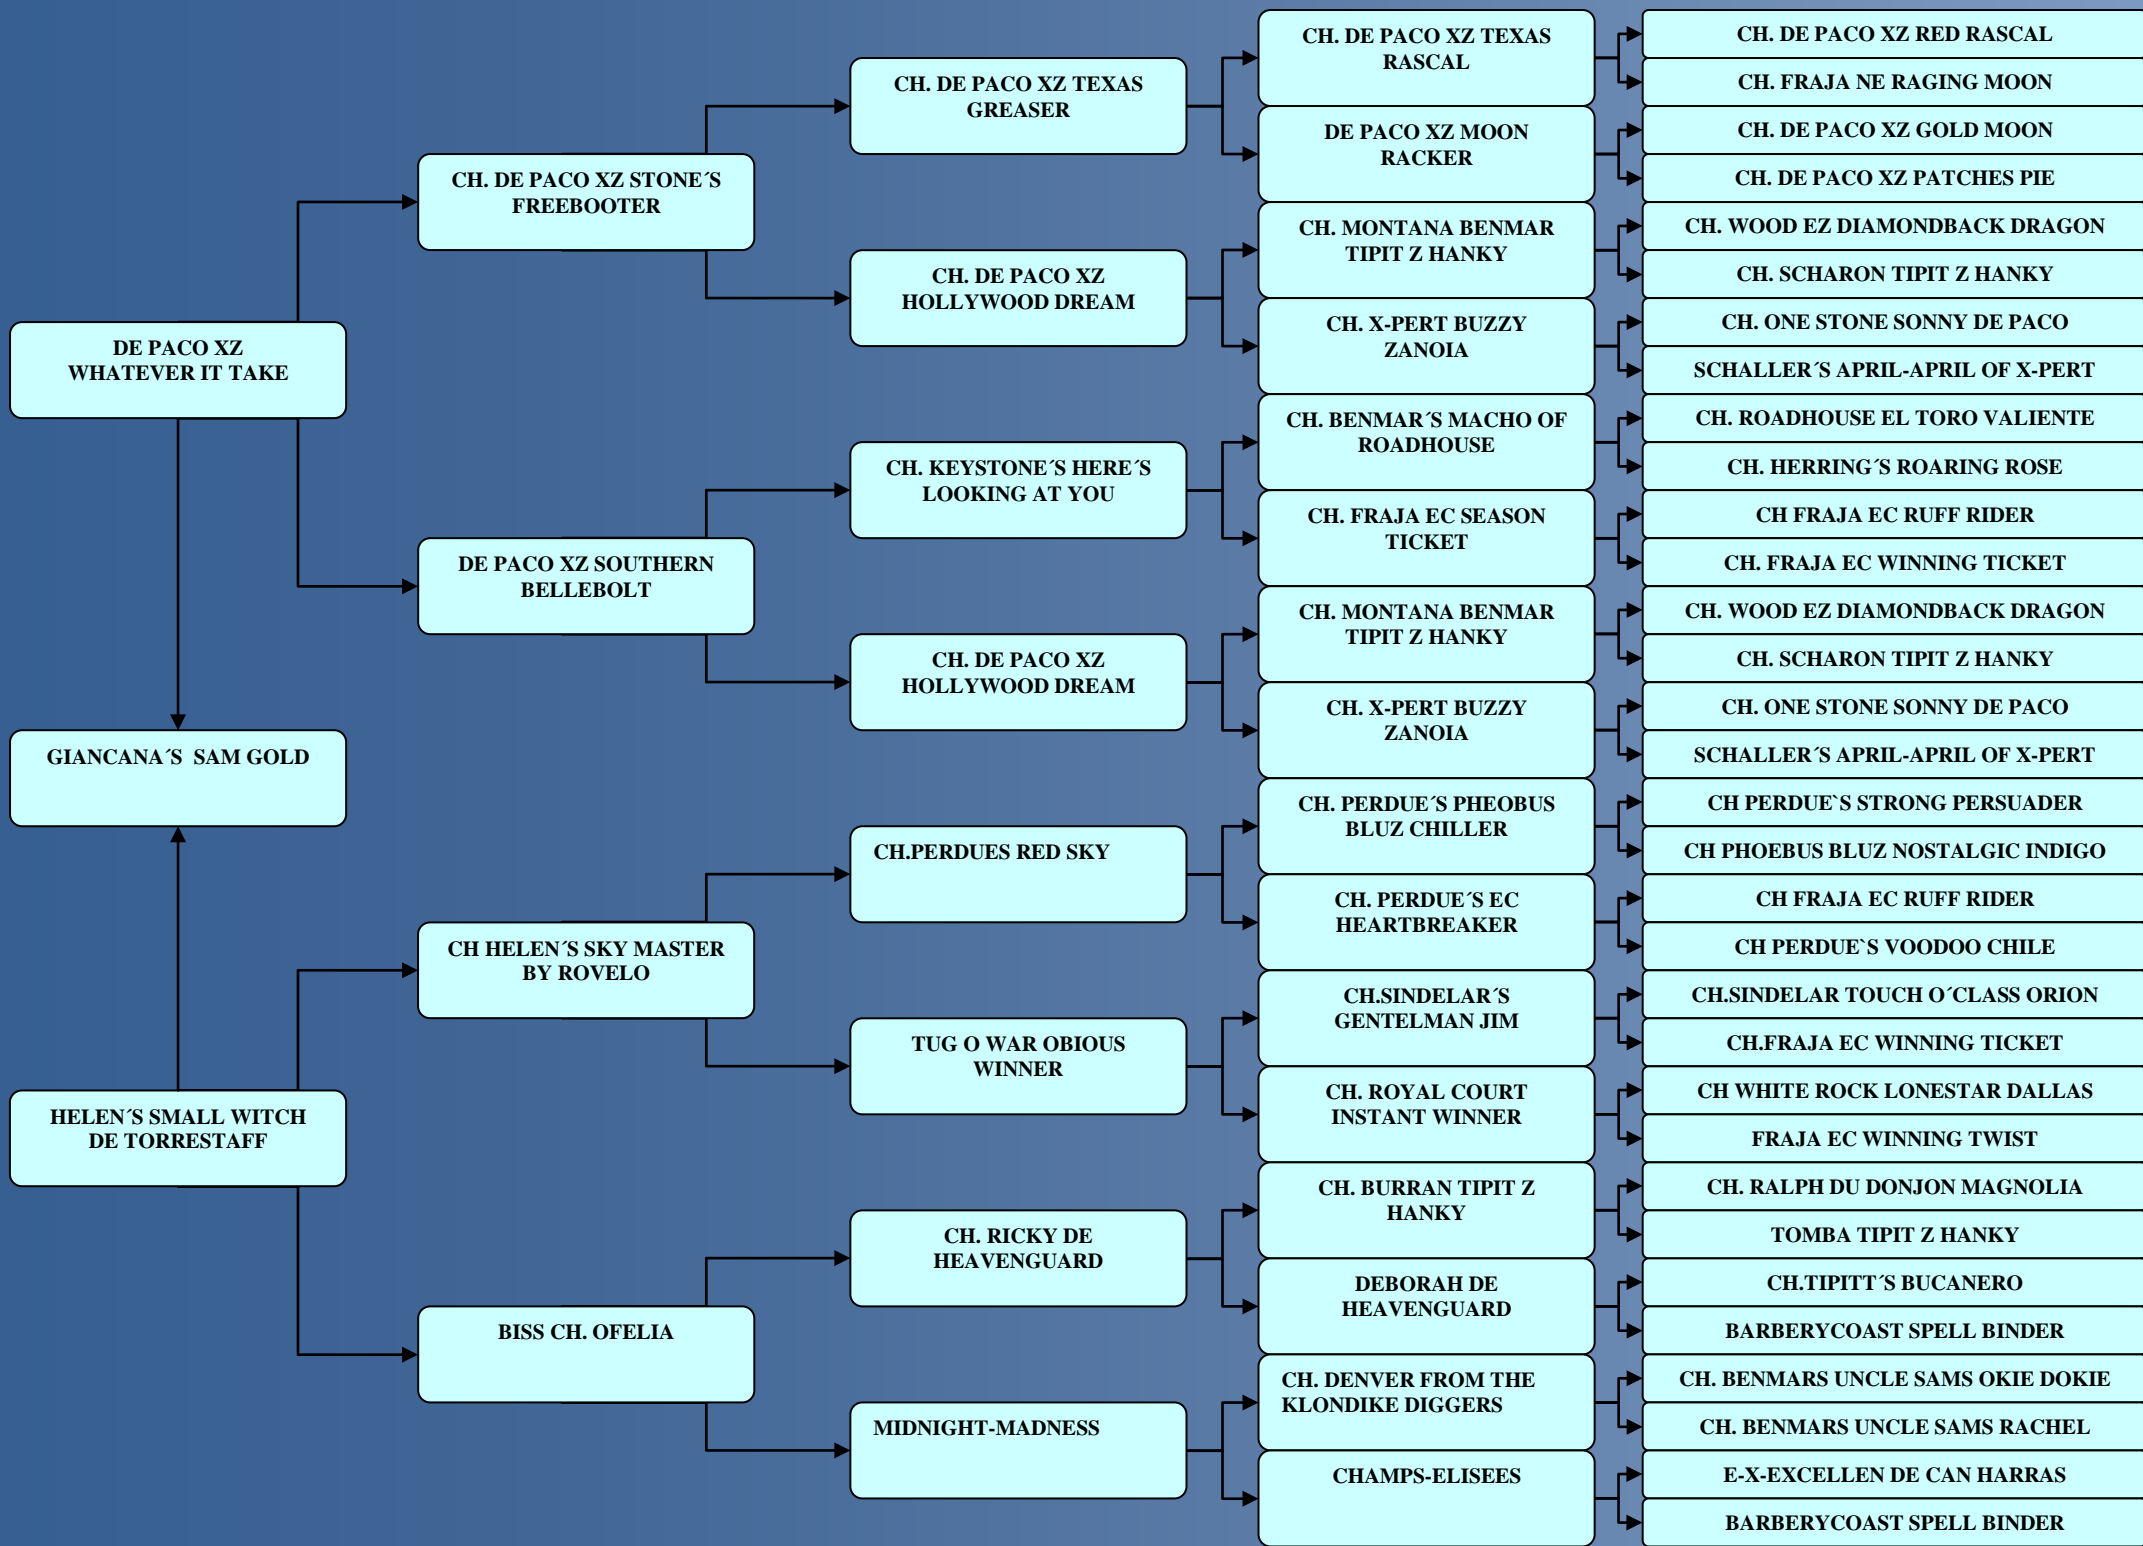 DE PACO XZ
WHATEVER IT TAKE
GIANCANA´S  SAM GOLD
HELEN´S SMALL WITCH
DE TORRESTAFF
CH. DE PACO XZ STONE´S
FREEBOOTER
DE PACO XZ SOUTHERN
BELLEBOLT
CH HELEN´S SKY MASTER
BY ROVELO
BISS CH. OFELIA
CH. DE PACO XZ TEXAS
GREASER
CH. DE PACO XZ
HOLLYWOOD DREAM
CH. KEYSTONE´S HERE´S
LOOKING AT YOU
CH. DE PACO XZ
HOLLYWOOD DREAM
CH.PERDUES RED SKY
TUG O WAR OBIOUS
WINNER
CH. RICKY DE
HEAVENGUARD
MIDNIGHT-MADNESS
CH. DE PACO XZ TEXAS
RASCAL
DE PACO XZ MOON
RACKER
CH. MONTANA BENMAR
TIPIT Z HANKY
CH. X-PERT BUZZY
ZANOIA
CH. BENMAR´S MACHO OF
ROADHOUSE
CH. FRAJA EC SEASON
TICKET
CH. MONTANA BENMAR
TIPIT Z HANKY
CH. X-PERT BUZZY
ZANOIA
CH. PERDUE´S PHEOBUS
BLUZ CHILLER
CH. PERDUE´S EC
HEARTBREAKER
CH.SINDELAR´S
GENTELMAN JIM
CH. ROYAL COURT
INSTANT WINNER
CH. BURRAN TIPIT Z
HANKY
DEBORAH DE
HEAVENGUARD
CH. DENVER FROM THE
KLONDIKE DIGGERS
CHAMPS-ELISEES
CH. DE PACO XZ RED RASCAL
CH. FRAJA NE RAGING MOON
CH. DE PACO XZ GOLD MOON
CH. DE PACO XZ PATCHES PIE
CH. WOOD EZ DIAMONDBACK DRAGON
CH. SCHARON TIPIT Z HANKY
CH. ONE STONE SONNY DE PACO
SCHALLER´S APRIL-APRIL OF X-PERT
CH. ROADHOUSE EL TORO VALIENTE
CH. HERRING´S ROARING ROSE
CH FRAJA EC RUFF RIDER
CH. FRAJA EC WINNING TICKET
CH. WOOD EZ DIAMONDBACK DRAGON
CH. SCHARON TIPIT Z HANKY
CH. ONE STONE SONNY DE PACO
SCHALLER´S APRIL-APRIL OF X-PERT
CH PERDUE`S STRONG PERSUADER
CH PHOEBUS BLUZ NOSTALGIC INDIGO
CH FRAJA EC RUFF RIDER
CH PERDUE`S VOODOO CHILE
CH.SINDELAR TOUCH O´CLASS ORION
CH.FRAJA EC WINNING TICKET
CH WHITE ROCK LONESTAR DALLAS
FRAJA EC WINNING TWIST
CH. RALPH DU DONJON MAGNOLIA
TOMBA TIPIT Z HANKY
CH.TIPITT´S BUCANERO
BARBERYCOAST SPELL BINDER
CH. BENMARS UNCLE SAMS OKIE DOKIE
CH. BENMARS UNCLE SAMS RACHEL
E-X-EXCELLEN DE CAN HARRAS
BARBERYCOAST SPELL BINDER